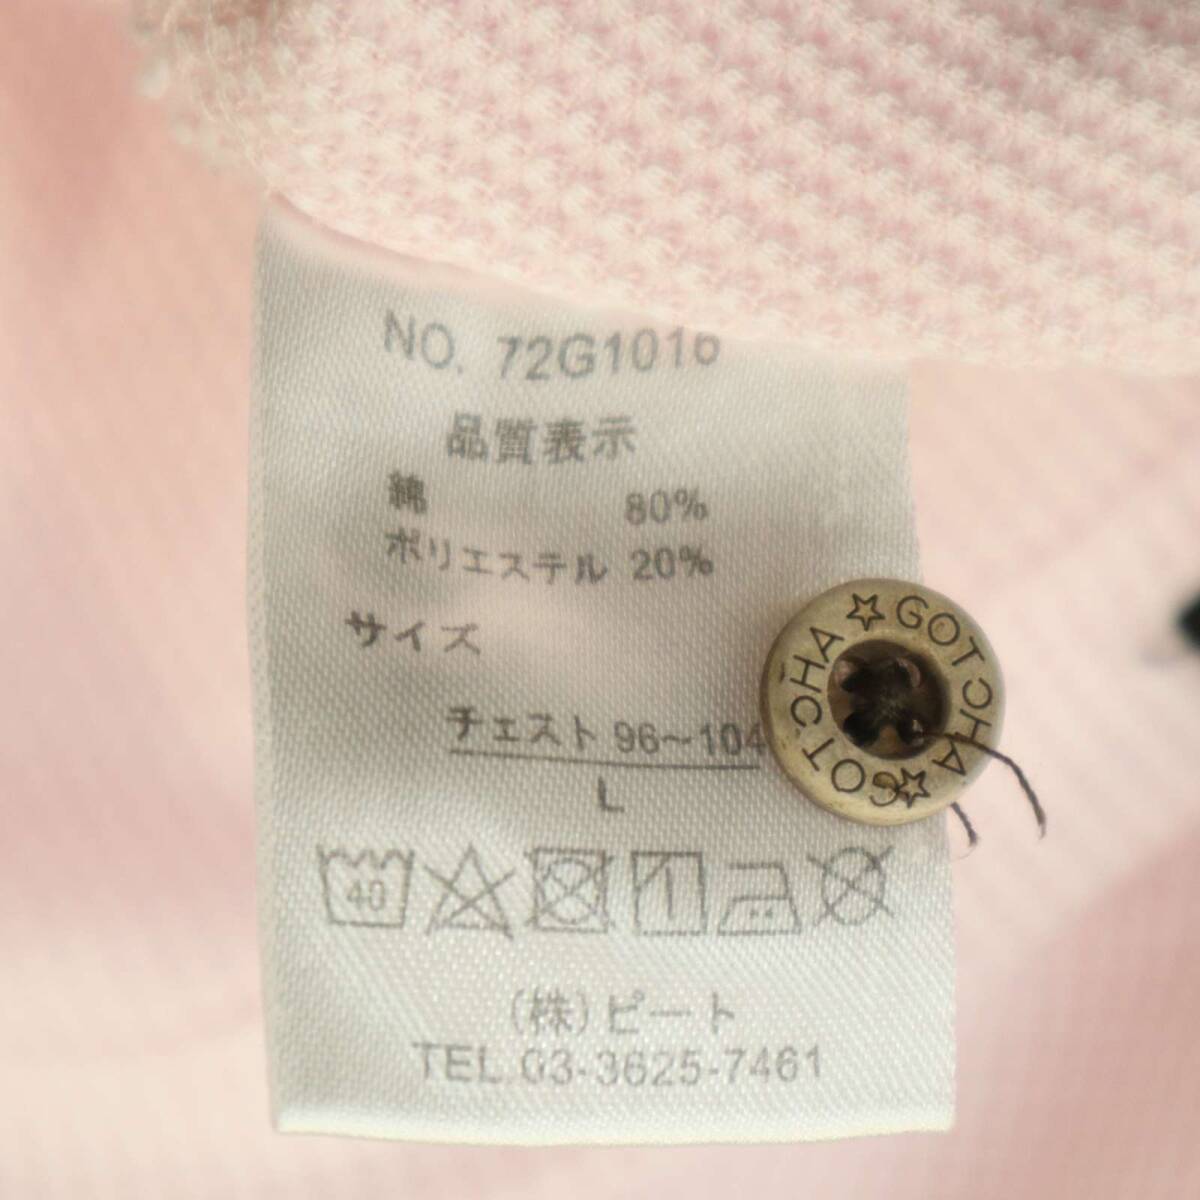 NO. 72G1016
品質表示
綿 80%
ポリエステル 20%
サイズ
チェスト 96~104
L
40
(株)ピート
TEL.03-3625-7461
☆GOTCHA☆GOTCHA